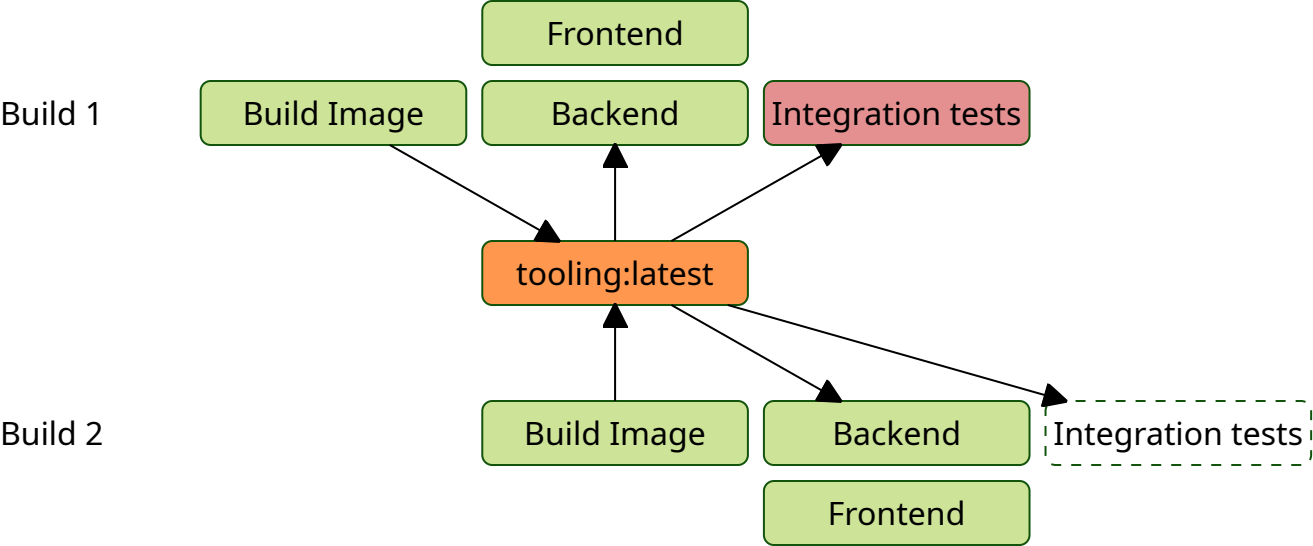 Frontend
Build 1
Build Image
Backend
Integration tests
tooling:latest
Build 2
Build Image
Backend
Integration tests
Frontend